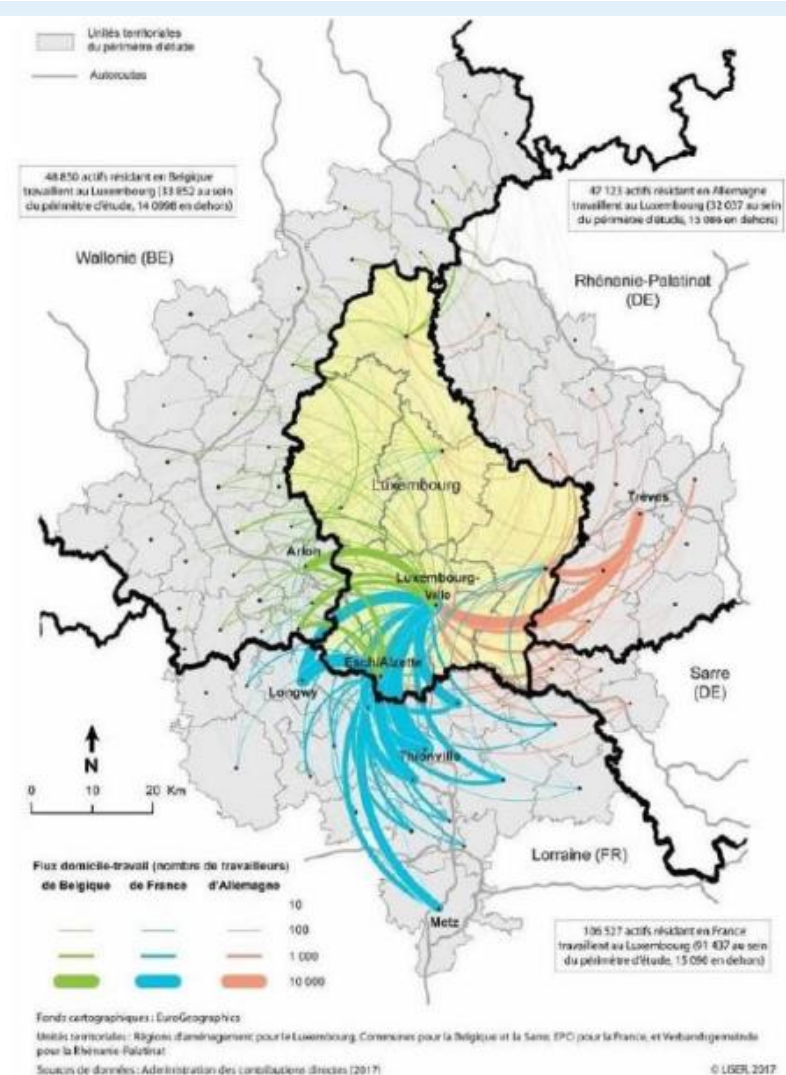 Unités territoriales
du périmètre d'étude
Autoroutes
48 850 actifs résidant en Belgique
travaillent au Luxembourg (33 852 au sein
du périmètre d'étude, 14 0998 en dehors)
47 123 actifs résidant en Allemagne
travaillent au Luxembourg (32 037 au sein
du périmètre d'étude, 15 086 en dehors)
Wallonie (BE)
Rhénanie-Palatinat
(DE)
Luxembourg
Trèves
Arlon
Luxembourg-
Ville
Esch/Alzette
Longwy
Sarre
(DE)
Thionville
N
0 10 20 Km
Lorraine (FR)
Flux domicile-travail (nombre de travailleurs)
de Belgique de France d'Allemagne
10
100
1 000
10 000
Metz
106 527 actifs résidant en France
travaillent au Luxembourg (91 437 au sein
du périmètre d'étude, 15 090 en dehors)
Fonds cartographiques : EuroGeographics
Unités territoriales : Régions d'aménagement pour le Luxembourg, Communes pour la Belgique et la Sarre, EPCI pour la France, et Verbandsgemeinde
pour la Rhénanie-Palatinat
Sources de données : Administration des contributions directes (2017)
© LISER, 2017